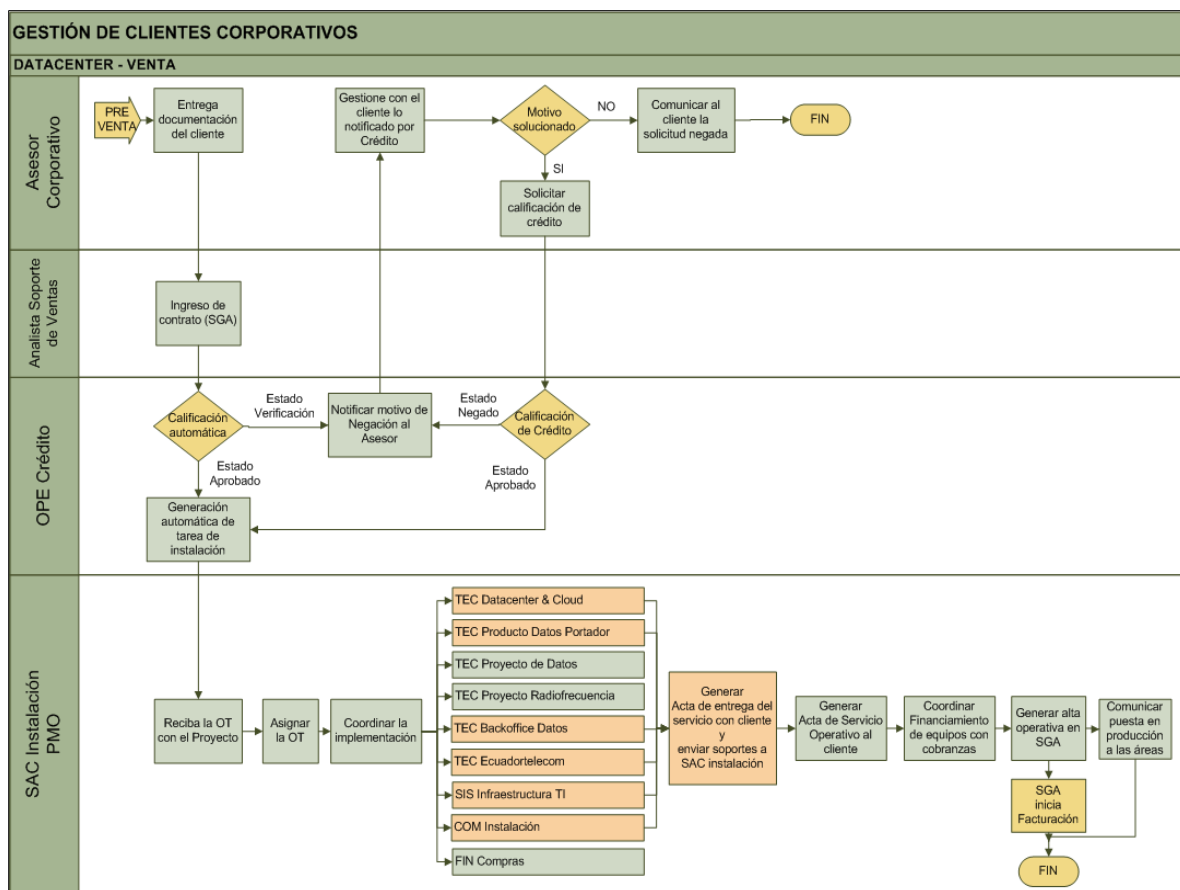 GESTIÓN DE CLIENTES CORPORATIVOS
DATACENTER - VENTA
Asesor
Corporativo
PRE
VENTA
Entrega
documentación
del cliente
Gestione con el
cliente lo
notificado por
Crédito
Motivo
solucionado
NO
Comunicar al
cliente la
solicitud negada
FIN
SI
Solicitar
calificación de
crédito
Analista Soporte
de Ventas
Ingreso de
contrato (SGA)
OPE Crédito
Calificación
automática
Estado
Verificación
Notificar motivo de
Negación al
Asesor
Estado
Negado
Calificación
de Crédito
Estado
Aprobado
Estado
Aprobado
Generación
automática de
tarea de
instalación
SAC Instalación
PMO
Reciba la OT
con el Proyecto
Asignar
la OT
Coordinar la
implementación
TEC Datacenter & Cloud
TEC Producto Datos Portador
TEC Proyecto de Datos
TEC Proyecto Radiofrecuencia
TEC Backoffice Datos
TEC Ecuadortelecom
SIS Infraestructura TI
COM Instalación
FIN Compras
Generar
Acta de entrega del
servicio con cliente
y
enviar soportes a
SAC instalación
Generar
Acta de Servicio
Operativo al
cliente
Coordinar
Financiamiento
de equipos con
cobranzas
Generar alta
operativa en
SGA
Comunicar
puesta en
producción
a las áreas
SGA
inicia
Facturación
FIN